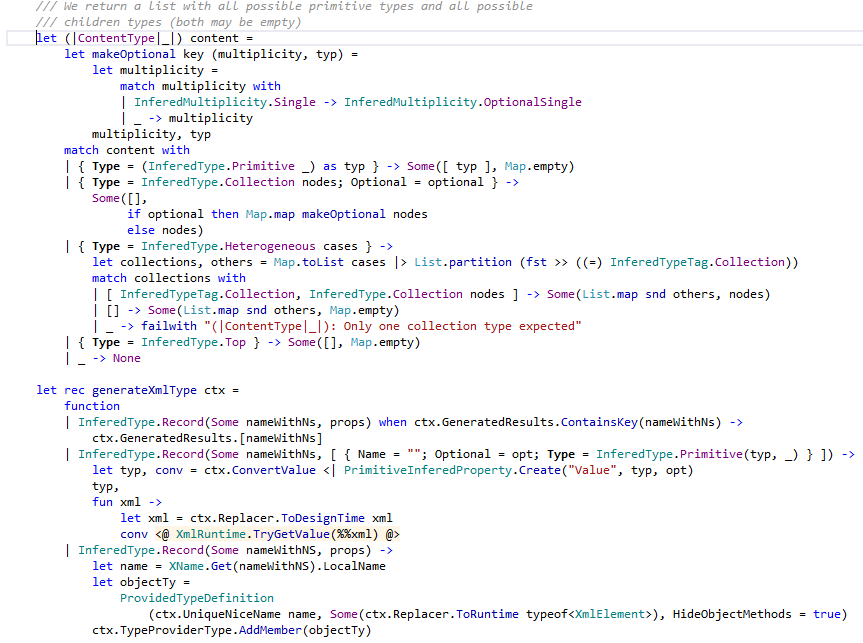 /// We return a list with all possible primitive types and all possible
/// children types (both may be empty)
let (|ContentType|_|) content =
    let makeOptional key (multiplicity, typ) =
        let multiplicity =
            match multiplicity with
            | InferedMultiplicity.Single -> InferedMultiplicity.OptionalSingle
            | _ -> multiplicity
        multiplicity, typ
    match content with
    | { Type = (InferedType.Primitive _) as typ } -> Some([ typ ], Map.empty)
    | { Type = InferedType.Collection nodes; Optional = optional } ->
        Some([],
             if optional then Map.map makeOptional nodes
             else nodes)
    | { Type = InferedType.Heterogeneous cases } ->
        let collections, others = Map.toList cases |> List.partition (fst >> ((=) InferedTypeTag.Collection))
        match collections with
        | [ InferedTypeTag.Collection, InferedType.Collection nodes ] -> Some(List.map snd others, nodes)
        | [] -> Some(List.map snd others, Map.empty)
        | _ -> failwith "(|ContentType|_|): Only one collection type expected"
    | { Type = InferedType.Top } -> Some([], Map.empty)
    | _ -> None

let rec generateXmlType ctx =
    function
    | InferedType.Record(Some nameWithNs, props) when ctx.GeneratedResults.ContainsKey(nameWithNs) ->
        ctx.GeneratedResults.[nameWithNs]
    | InferedType.Record(Some nameWithNs, [ { Name = ""; Optional = opt; Type = InferedType.Primitive(typ, _) } ]) ->
        let typ, conv = ctx.ConvertValue <| PrimitiveInferedProperty.Create("Value", typ, opt)
        typ,
        fun xml ->
            let xml = ctx.Replacer.ToDesignTime xml
            conv <@ XmlRuntime.TryGetValue(%%xml) @>
    | InferedType.Record(Some nameWithNS, props) ->
        let name = XName.Get(nameWithNS).LocalName
        let objectTy =
            ProvidedTypeDefinition
                (ctx.UniqueNiceName name, Some(ctx.Replacer.ToRuntime typeof<XmlElement>), HideObjectMethods = true)
        ctx.TypeProviderType.AddMember(objectTy)